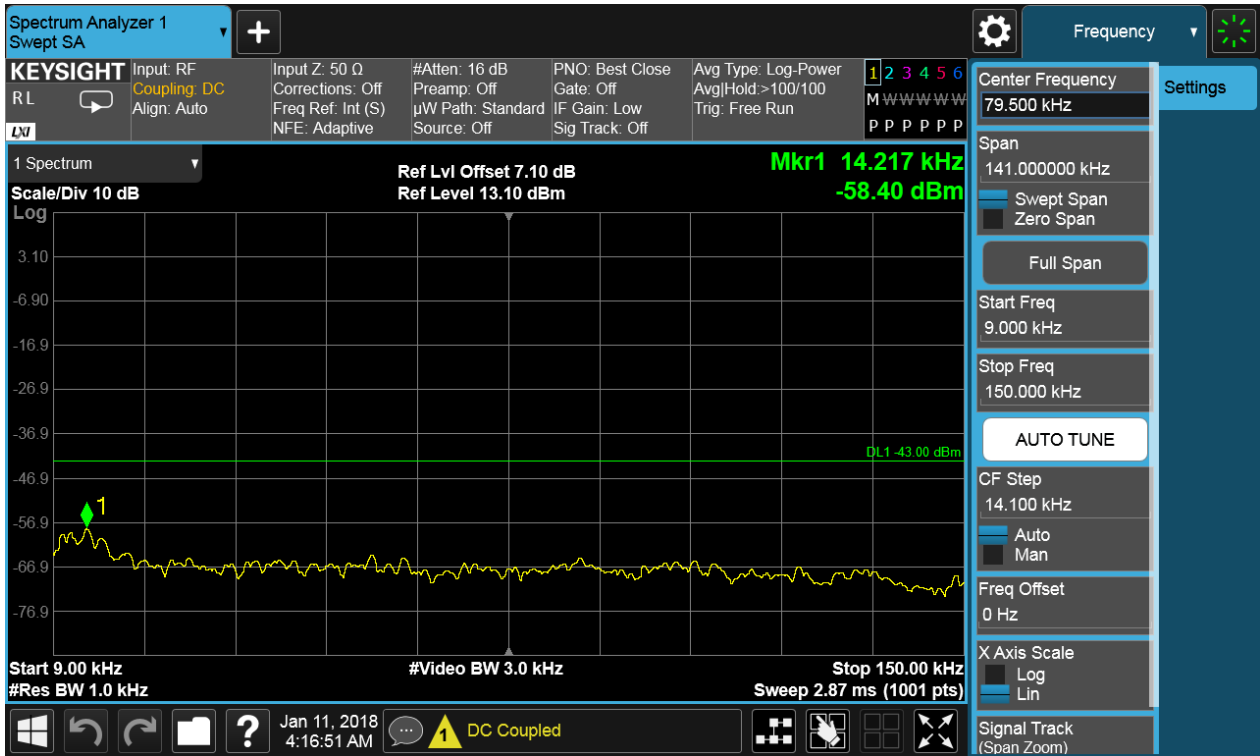 Spectrum Analyzer 1
Swept SA
+
Frequency
KEYSIGHT
RL
LXI
Input: RF
Coupling: DC
Align: Auto
Input Z: 50 Ω
Corrections: Off
Freq Ref: Int (S)
NFE: Adaptive
#Atten: 16 dB
Preamp: Off
µW Path: Standard
Source: Off
PNO: Best Close
Gate: Off
IF Gain: Low
Sig Track: Off
Avg Type: Log-Power
Avg|Hold:>100/100
Trig: Free Run
1 2 3 4 5 6
M W W W W W
P P P P P P
1 Spectrum
Scale/Div 10 dB
Ref Lvl Offset 7.10 dB
Ref Level 13.10 dBm
Mkr1 14.217 kHz
-58.40 dBm
Log
3.10
-6.90
-16.9
-26.9
-36.9
DL1 -43.00 dBm
-46.9
1
-56.9
-66.9
-76.9
Start 9.00 kHz
#Video BW 3.0 kHz
Stop 150.00 kHz
#Res BW 1.0 kHz
Sweep 2.87 ms (1001 pts)
Center Frequency
79.500 kHz
Span
141.000000 kHz
Swept Span
Zero Span
Full Span
Start Freq
9.000 kHz
Stop Freq
150.000 kHz
AUTO TUNE
CF Step
14.100 kHz
Auto
Man
Freq Offset
0 Hz
X Axis Scale
Log
Lin
Signal Track
(Span Zoom)
Settings
?
Jan 11, 2018
4:16:51 AM
1
DC Coupled